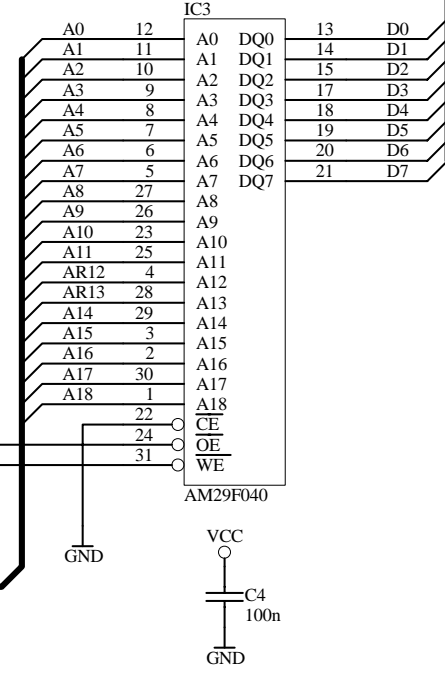 IC3
A0 12 A0 DQ0 13 D0
A1 11 A1 DQ1 14 D1
A2 10 A2 DQ2 15 D2
A3 9 A3 DQ3 17 D3
A4 8 A4 DQ4 18 D4
A5 7 A5 DQ5 19 D5
A6 6 A6 DQ6 20 D6
A7 5 A7 DQ7 21 D7
A8 27 A8
A9 26 A9
A10 23 A10
A11 25 A11
AR12 4 A12
AR13 28 A13
A14 29 A14
A15 3 A15
A16 2 A16
A17 30 A17
A18 1 A18
22 CE
24 OE
31 WE
AM29F040
GND
VCC
C4
100n
GND